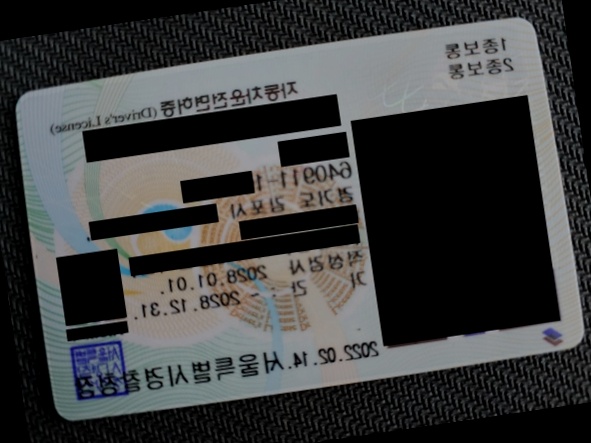 1종보통
2종보통
자동차운전면허증 (Driver's License)
640911-1
경기도 김포시
적성검사 2028.01.01.
기 간 ~ 2028.12.31.
2022.02.14. 서울특별시경찰청장